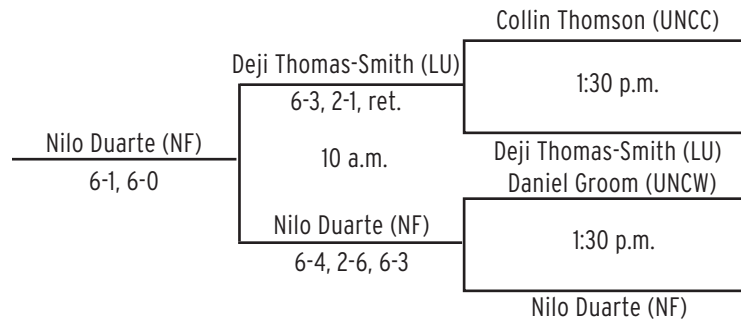 Collin Thomson (UNCC)
Deji Thomas-Smith (LU)
1:30 p.m.
6-3, 2-1, ret.
Nilo Duarte (NF)
10 a.m.
Deji Thomas-Smith (LU)
6-1, 6-0
Daniel Groom (UNCW)
Nilo Duarte (NF)
1:30 p.m.
6-4, 2-6, 6-3
Nilo Duarte (NF)